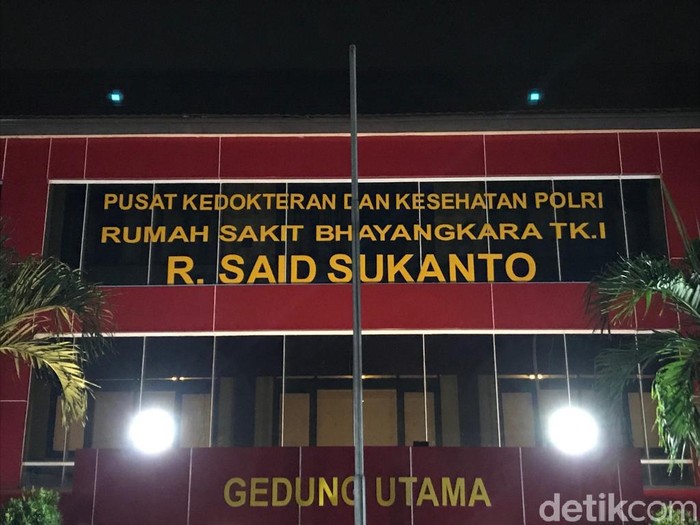 PUSAT KEDOKTERAN DAN KESEHATAN POLRI
RUMAH SAKIT BHAYANGKARA TK.I
R. SAID SUKANTO
GEDUNG UTAMA
detikcom